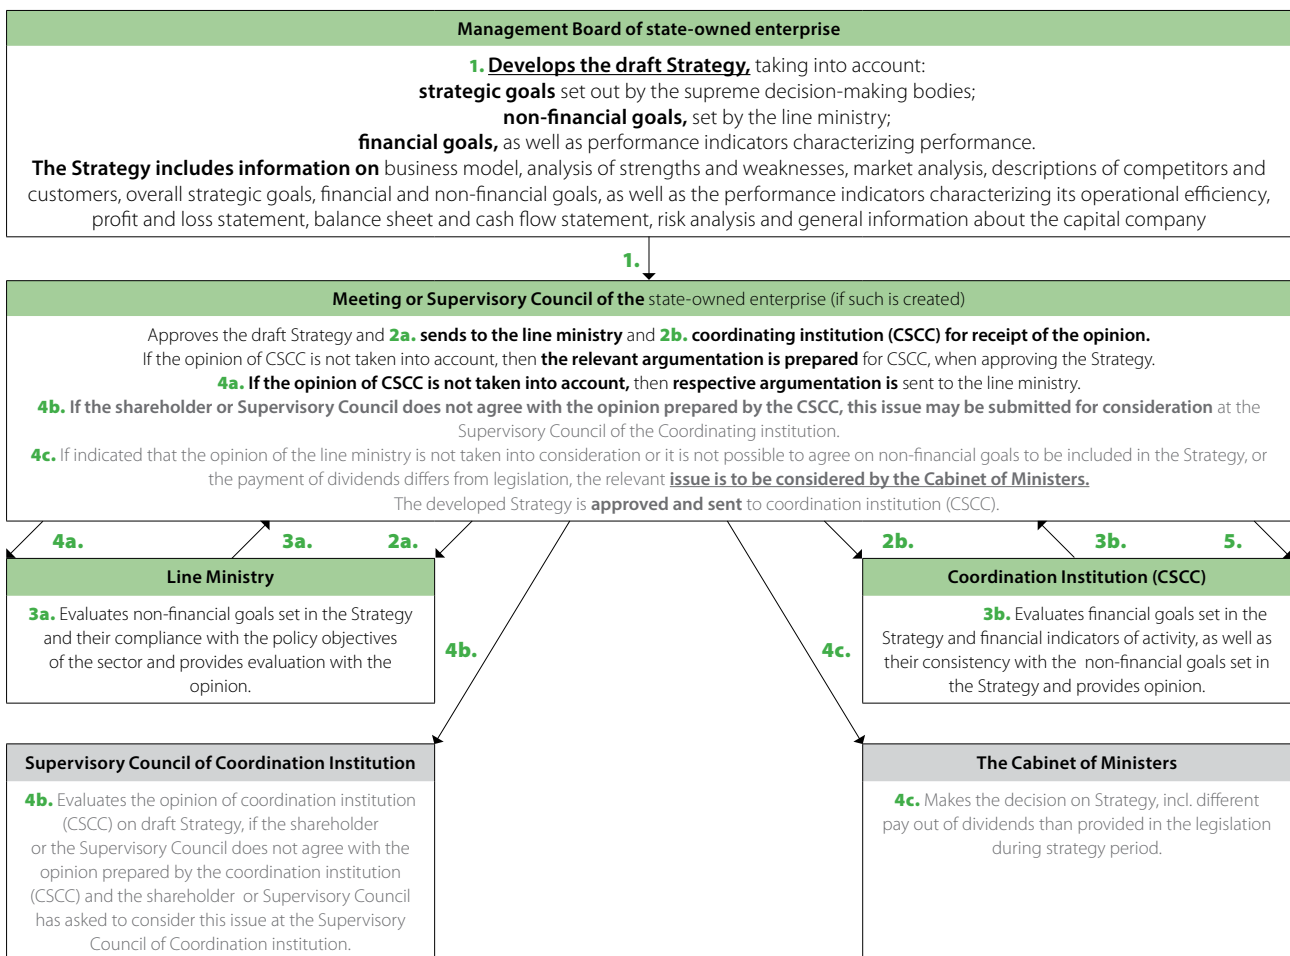 Management Board of state-owned enterprise
1. Develops the draft Strategy, taking into account:
strategic goals set out by the supreme decision-making bodies;
non-financial goals, set by the line ministry;
financial goals, as well as performance indicators characterizing performance.
The Strategy includes information on business model, analysis of strengths and weaknesses, market analysis, descriptions of competitors and
customers, overall strategic goals, financial and non-financial goals, as well as the performance indicators characterizing its operational efficiency,
profit and loss statement, balance sheet and cash flow statement, risk analysis and general information about the capital company
1.
Meeting or Supervisory Council of the state-owned enterprise (if such is created)
Approves the draft Strategy and 2a. sends to the line ministry and 2b. coordinating institution (CSCC) for receipt of the opinion.
If the opinion of CSCC is not taken into account, then the relevant argumentation is prepared for CSCC, when approving the Strategy.
4a. If the opinion of CSCC is not taken into account, then respective argumentation is sent to the line ministry.
4b. If the shareholder or Supervisory Council does not agree with the opinion prepared by the CSCC, this issue may be submitted for consideration at the
Supervisory Council of the Coordinating institution.
4c. If indicated that the opinion of the line ministry is not taken into consideration or it is not possible to agree on non-financial goals to be included in the Strategy, or
the payment of dividends differs from legislation, the relevant issue is to be considered by the Cabinet of Ministers.
The developed Strategy is approved and sent to coordination institution (CSCC).
4a. 3a. 2a. 2b. 3b. 5.
Line Ministry
3a. Evaluates non-financial goals set in the Strategy
and their compliance with the policy objectives
of the sector and provides evaluation with the
opinion.
4b.
4c.
Coordination Institution (CSCC)
3b. Evaluates financial goals set in the
Strategy and financial indicators of activity, as well as
their consistency with the non-financial goals set in
the Strategy and provides opinion.
Supervisory Council of Coordination Institution
4b. Evaluates the opinion of coordination institution
(CSCC) on draft Strategy, if the shareholder
or the Supervisory Council does not agree with the
opinion prepared by the coordination institution
(CSCC) and the shareholder or Supervisory Council
has asked to consider this issue at the Supervisory
Council of Coordination institution.
The Cabinet of Ministers
4c. Makes the decision on Strategy, incl. different
pay out of dividends than provided in the legislation
during strategy period.